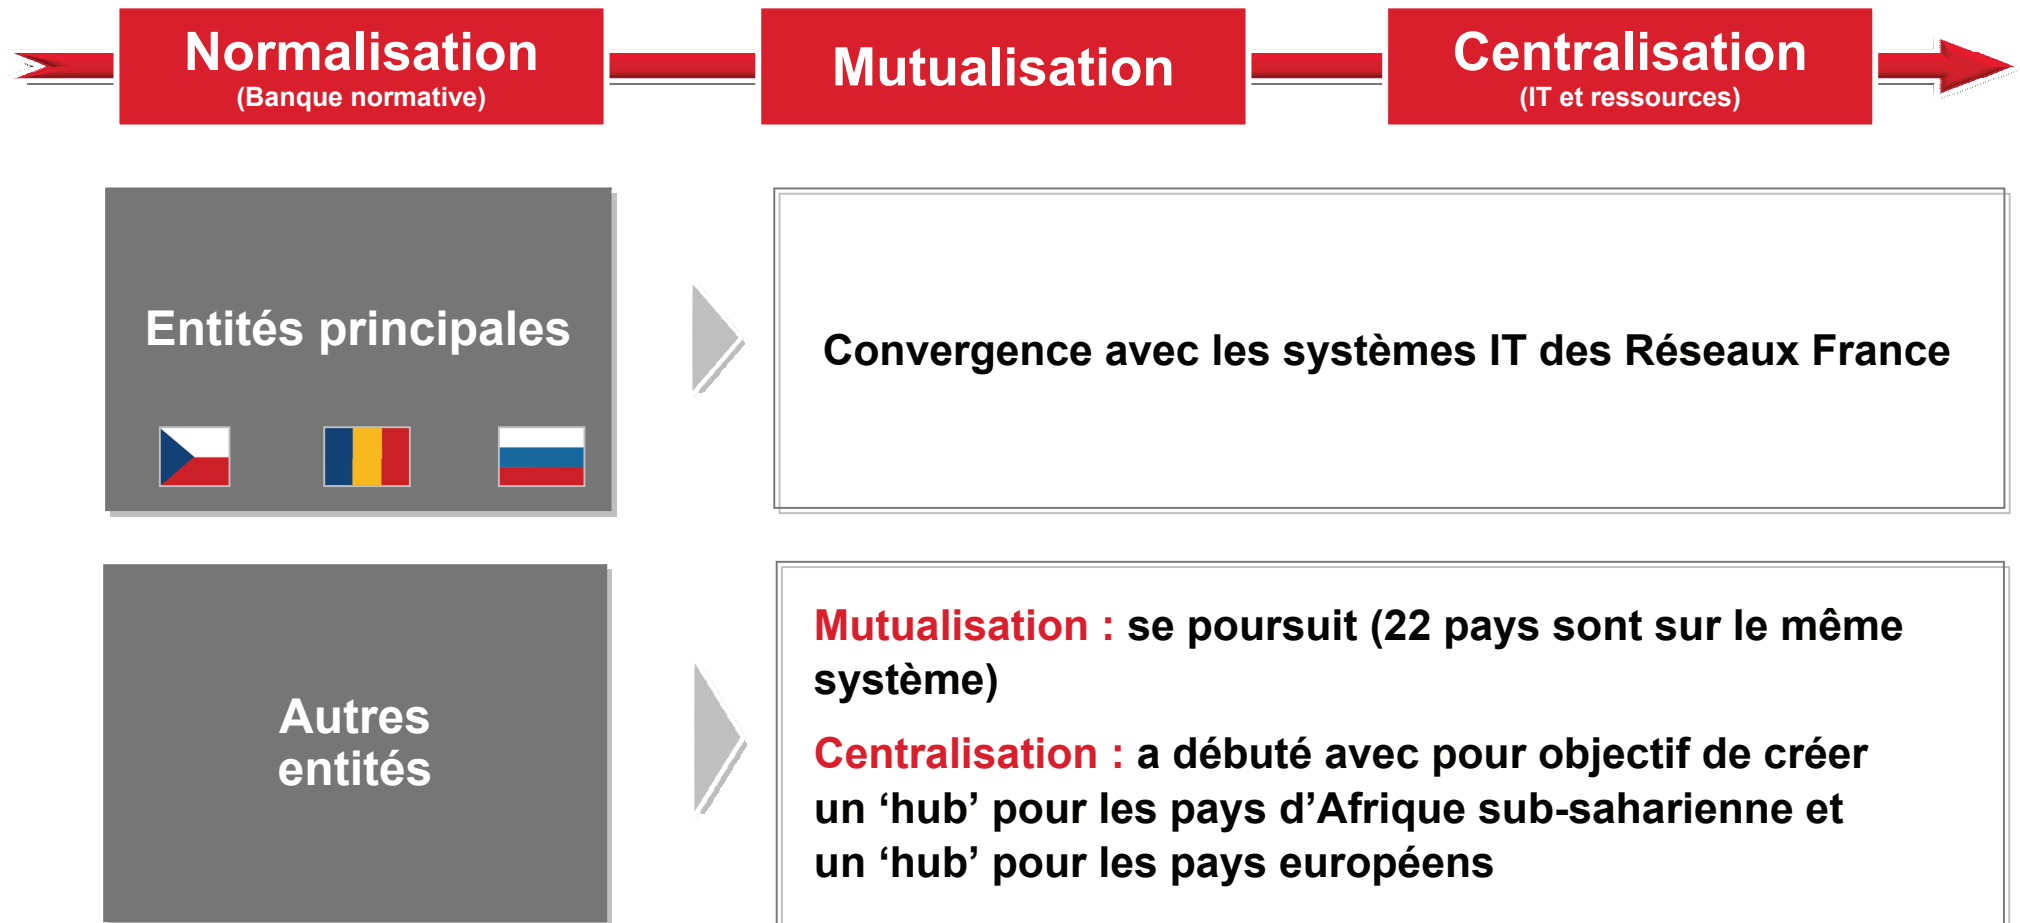 Normalisation
(Banque normative)
Mutualisation
Centralisation
(IT et ressources)
Entités principales
Convergence avec les systèmes IT des Réseaux France
Autres
entités
Mutualisation : se poursuit (22 pays sont sur le même
système)
Centralisation : a débuté avec pour objectif de créer
un ‘hub’ pour les pays d’Afrique sub-saharienne et
un ‘hub’ pour les pays européens